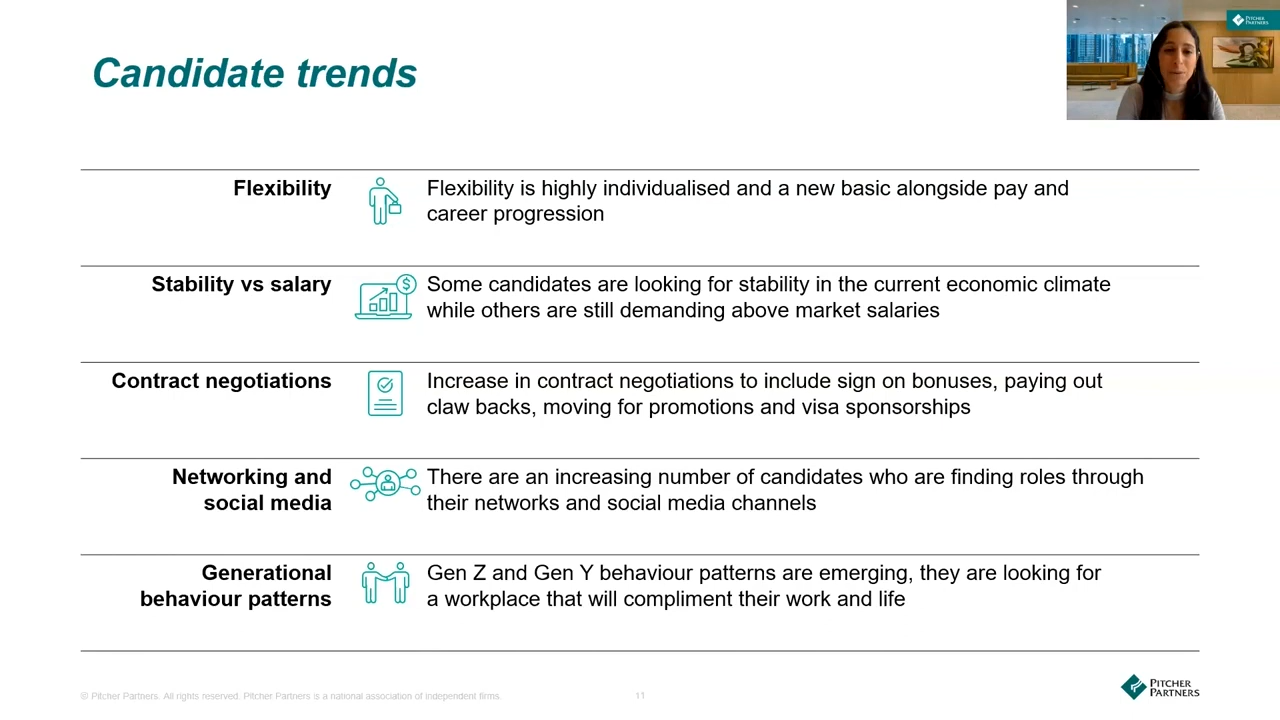 PITCHER
PARTNERS
Candidate trends
Flexibility
Flexibility is highly individualised and a new basic alongside pay and
career progression
Stability vs salary
$
Some candidates are looking for stability in the current economic climate
while others are still demanding above market salaries
Contract negotiations
Increase in contract negotiations to include sign on bonuses, paying out
claw backs, moving for promotions and visa sponsorships
Networking and
social media
There are an increasing number of candidates who are finding roles through
their networks and social media channels
Generational
behaviour patterns
Gen Z and Gen Y behaviour patterns are emerging, they are looking for
a workplace that will compliment their work and life
© Pitcher Partners. All rights reserved. Pitcher Partners is a national association of independent firms.
11
PITCHER
PARTNERS